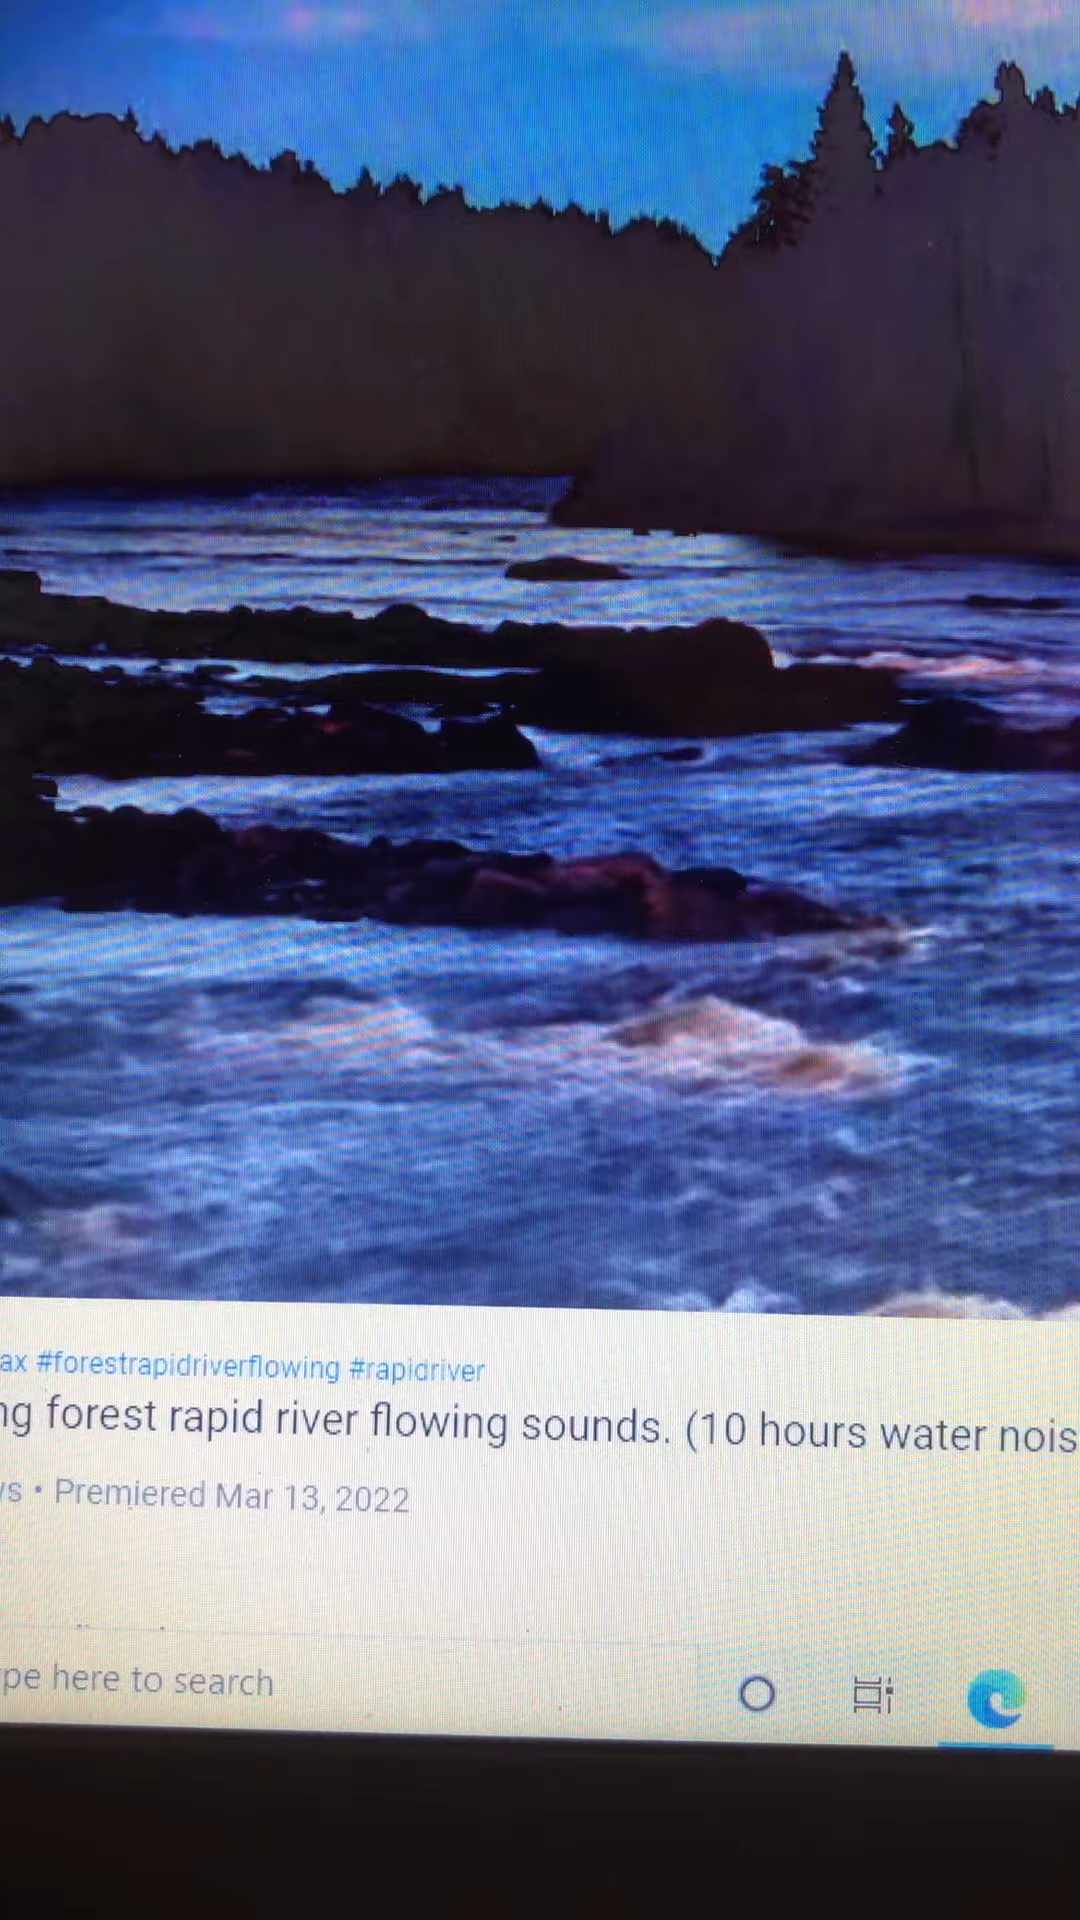 #forestrapidriverflowing #rapidriver
forest rapid river flowing sounds. (10 hours water
• Premiered Mar 13, 2022
here to search